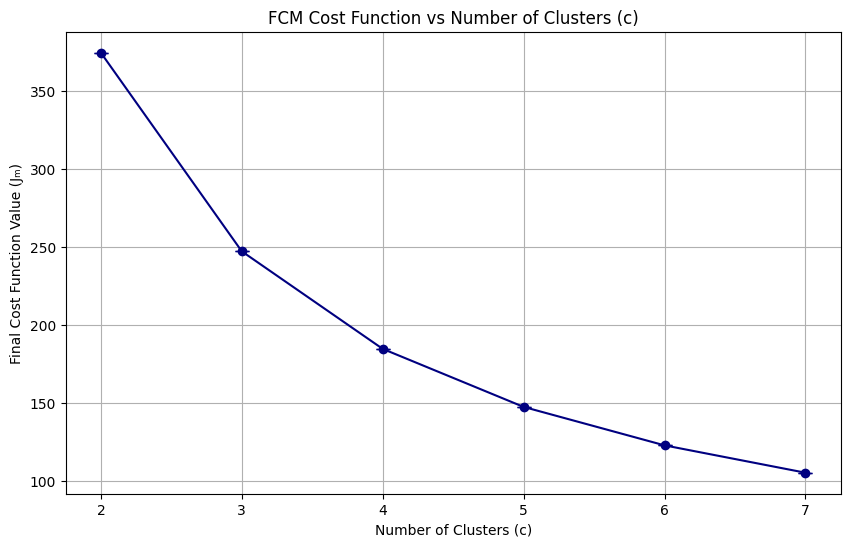 FCM Cost Function vs Number of Clusters (c)
Final Cost Function Value (Jₘ)
350
300
250
200
150
100
2 3 4 5 6 7
Number of Clusters (c)